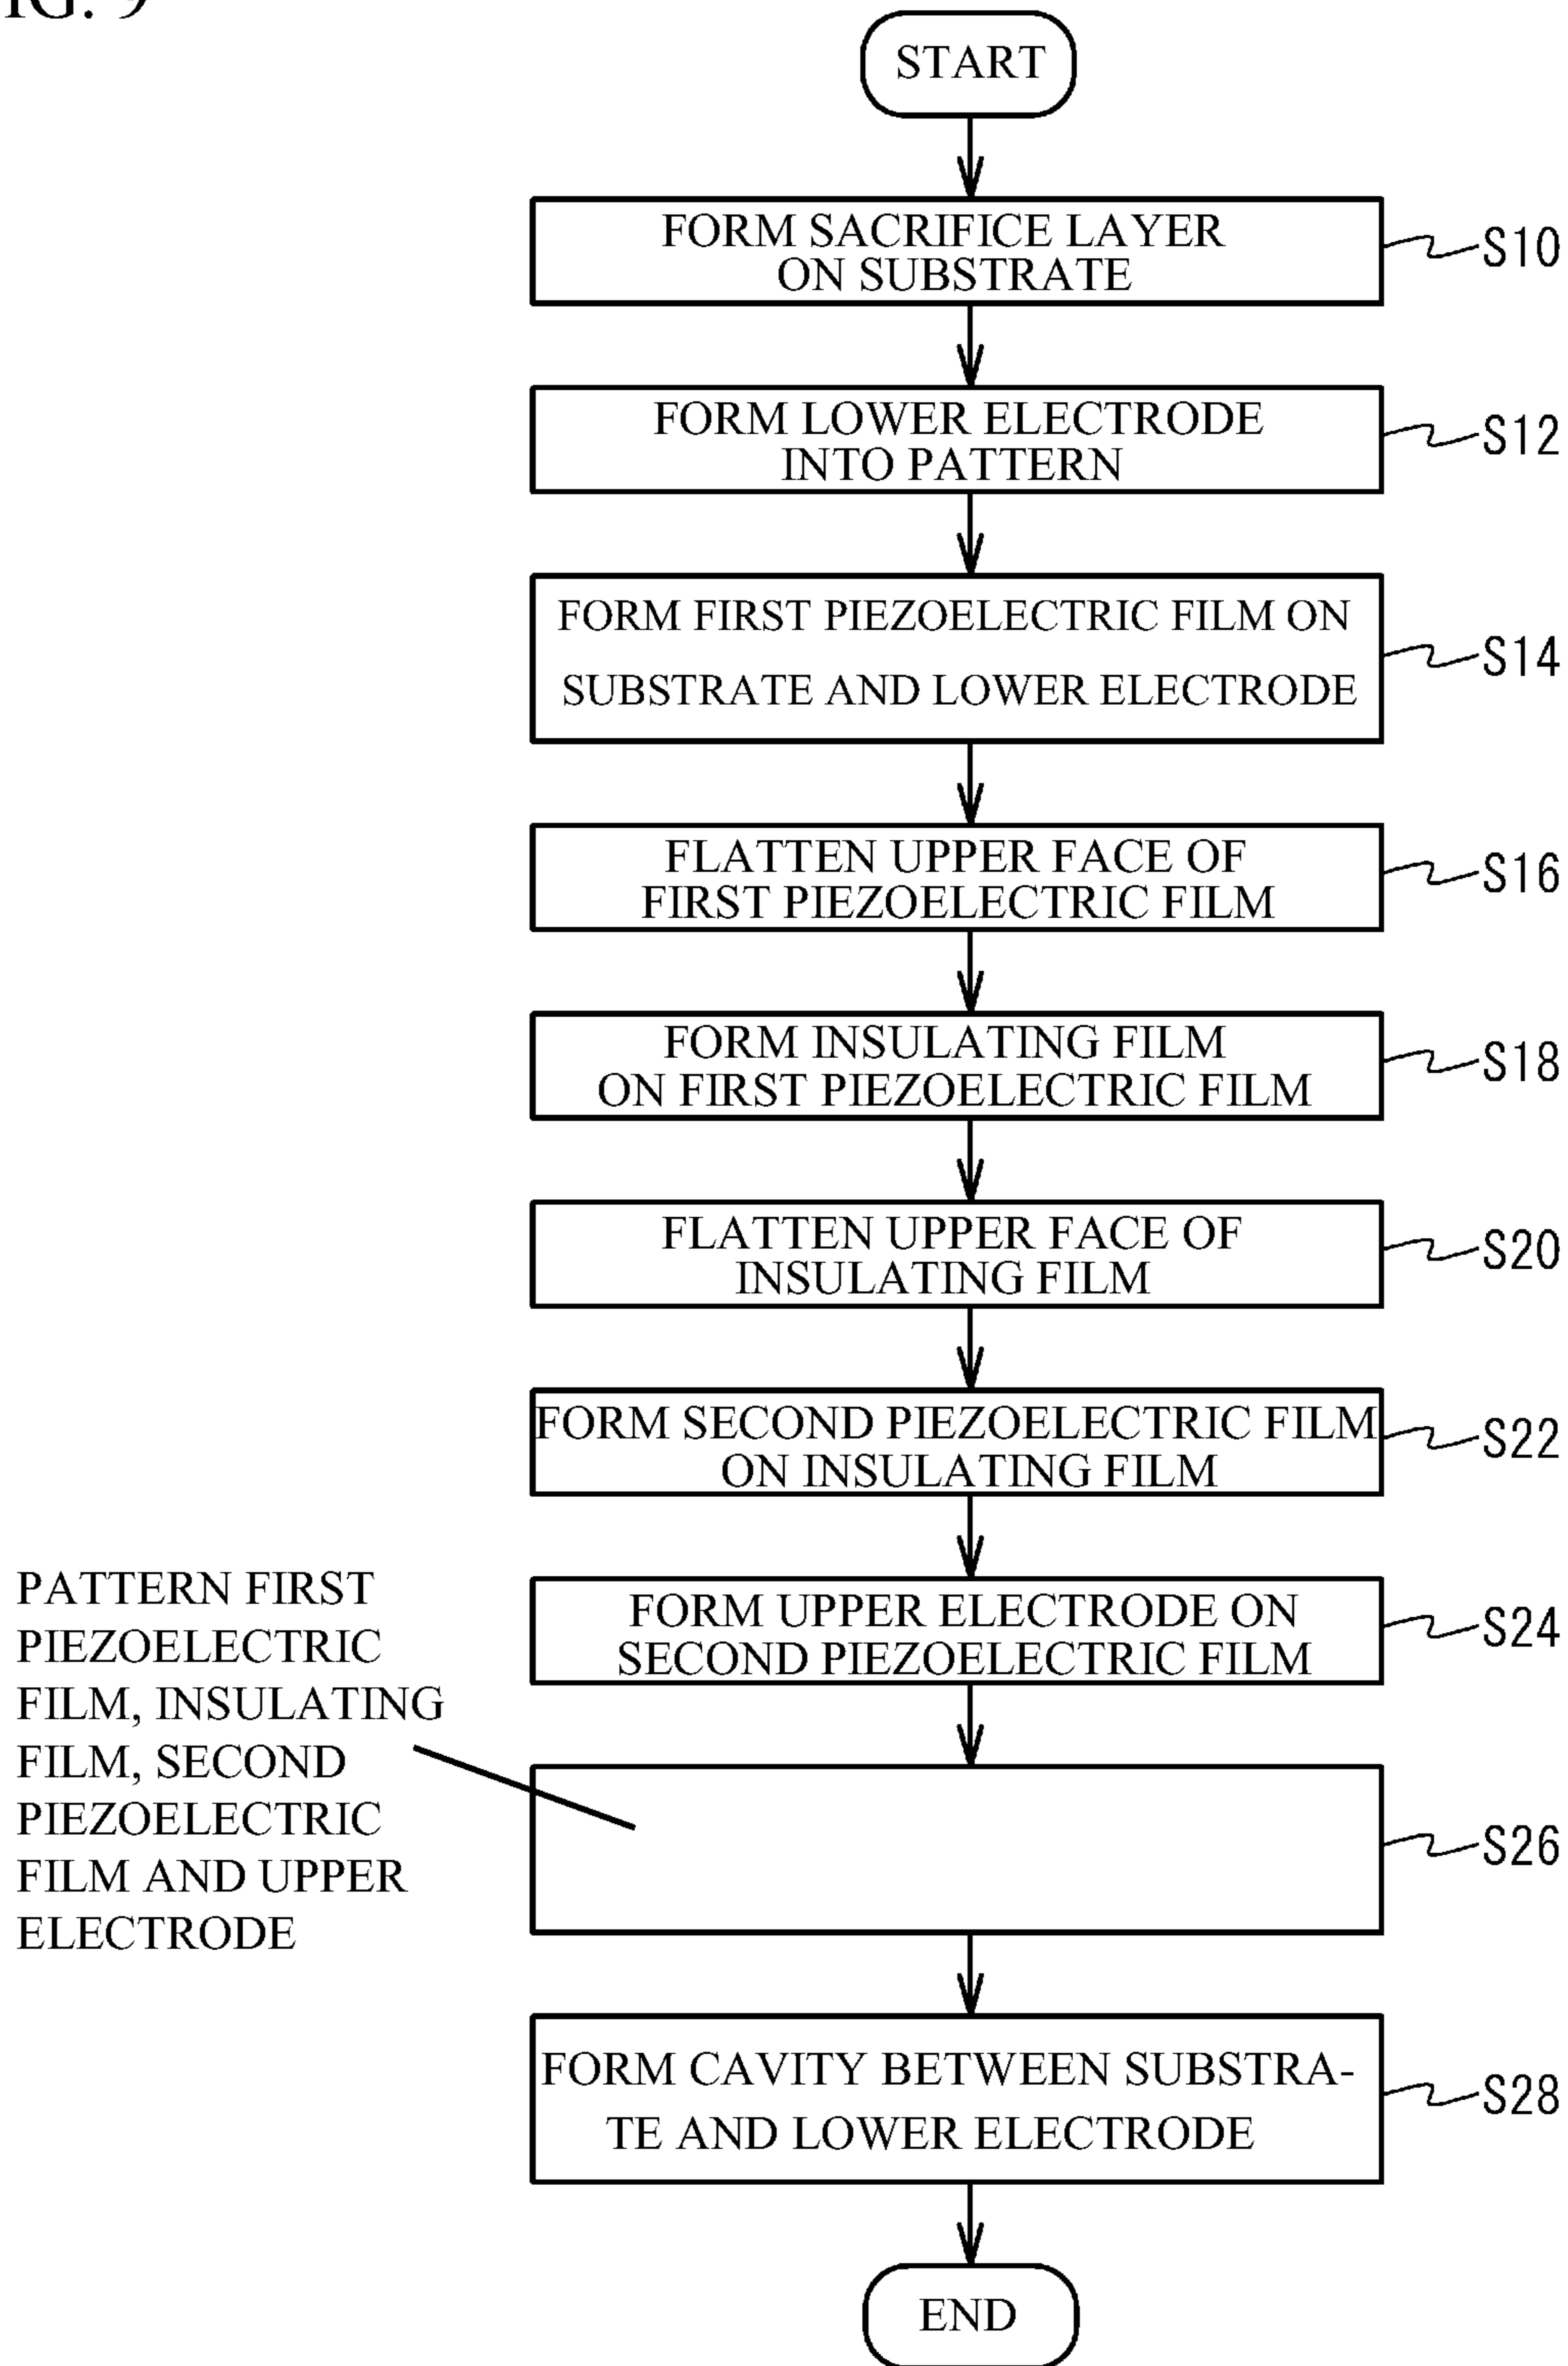 FIG. 9
START
FORM SACRIFICE LAYER
ON SUBSTRATE
S10
FORM LOWER ELECTRODE
INTO PATTERN
S12
FORM FIRST PIEZOELECTRIC FILM ON
SUBSTRATE AND LOWER ELECTRODE
S14
FLATTEN UPPER FACE OF
FIRST PIEZOELECTRIC FILM
S16
FORM INSULATING FILM
ON FIRST PIEZOELECTRIC FILM
S18
FLATTEN UPPER FACE OF
INSULATING FILM
S20
FORM SECOND PIEZOELECTRIC FILM
ON INSULATING FILM
S22
FORM UPPER ELECTRODE ON
SECOND PIEZOELECTRIC FILM
S24
PATTERN FIRST
PIEZOELECTRIC
FILM, INSULATING
FILM, SECOND
PIEZOELECTRIC
FILM AND UPPER
ELECTRODE
S26
FORM CAVITY BETWEEN SUBSTRA-
TE AND LOWER ELECTRODE
S28
END